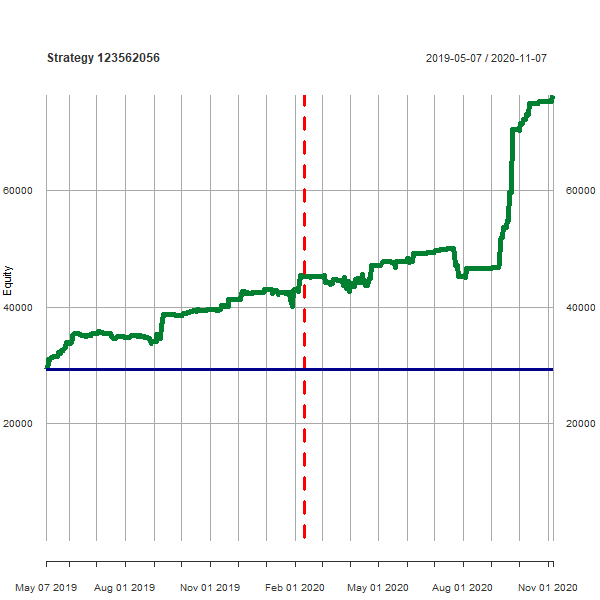 Strategy 123562056
2019-05-07 / 2020-11-07
Equity
60000
60000
40000
40000
20000
20000
May 07 2019
Aug 01 2019
Nov 01 2019
Feb 01 2020
May 01 2020
Aug 01 2020
Nov 01 2020